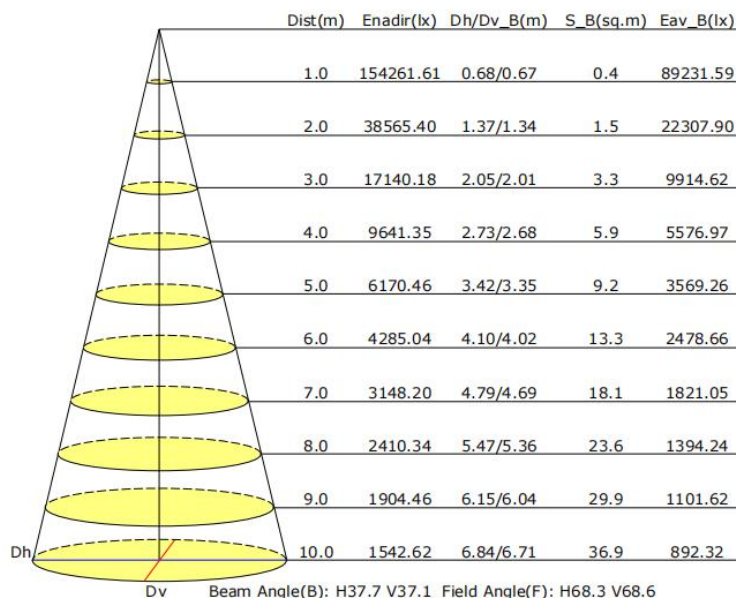 Dist(m) Enadir(lx) Dh/Dv_B(m) S_B(sq.m) Eav_B(lx)
1.0 154261.61 0.68/0.67 0.4 89231.59
2.0 38565.40 1.37/1.34 1.5 22307.90
3.0 17140.18 2.05/2.01 3.3 9914.62
4.0 9641.35 2.73/2.68 5.9 5576.97
5.0 6170.46 3.42/3.35 9.2 3569.26
6.0 4285.04 4.10/4.02 13.3 2478.66
7.0 3148.20 4.79/4.69 18.1 1821.05
8.0 2410.34 5.47/5.36 23.6 1394.24
9.0 1904.46 6.15/6.04 29.9 1101.62
Dh 10.0 1542.62 6.84/6.71 36.9 892.32
Dv Beam Angle(B): H37.7 V37.1 Field Angle(F): H68.3 V68.6